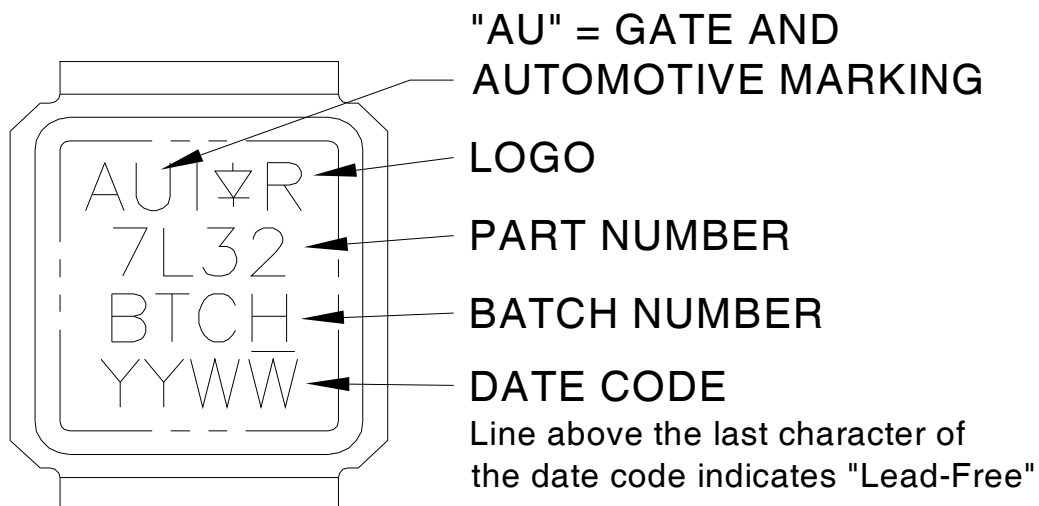 "AU" = GATE AND
AUTOMOTIVE MARKING
LOGO
PART NUMBER
BATCH NUMBER
DATE CODE
Line above the last character of
the date code indicates "Lead-Free"
AUI R
7L32
BTCH
YYWW̅